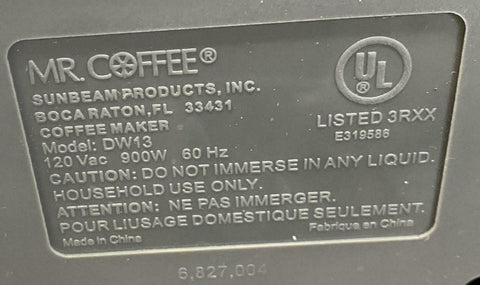 MR. COFFEE®
SUNBEAM PRODUCTS, INC.
BOCA RATON, FL 33431
COFFEE MAKER
Model: DW13
120 Vac 900W 60 Hz
UL
LISTED 3RXX
E319586
CAUTION: DO NOT IMMERSE IN ANY LIQUID.
HOUSEHOLD USE ONLY.
ATTENTION: NE PAS IMMERGER.
POUR LIUSAGE DOMESTIQUE SEULEMENT.
Made in China
Fabrique en China
6,827,004